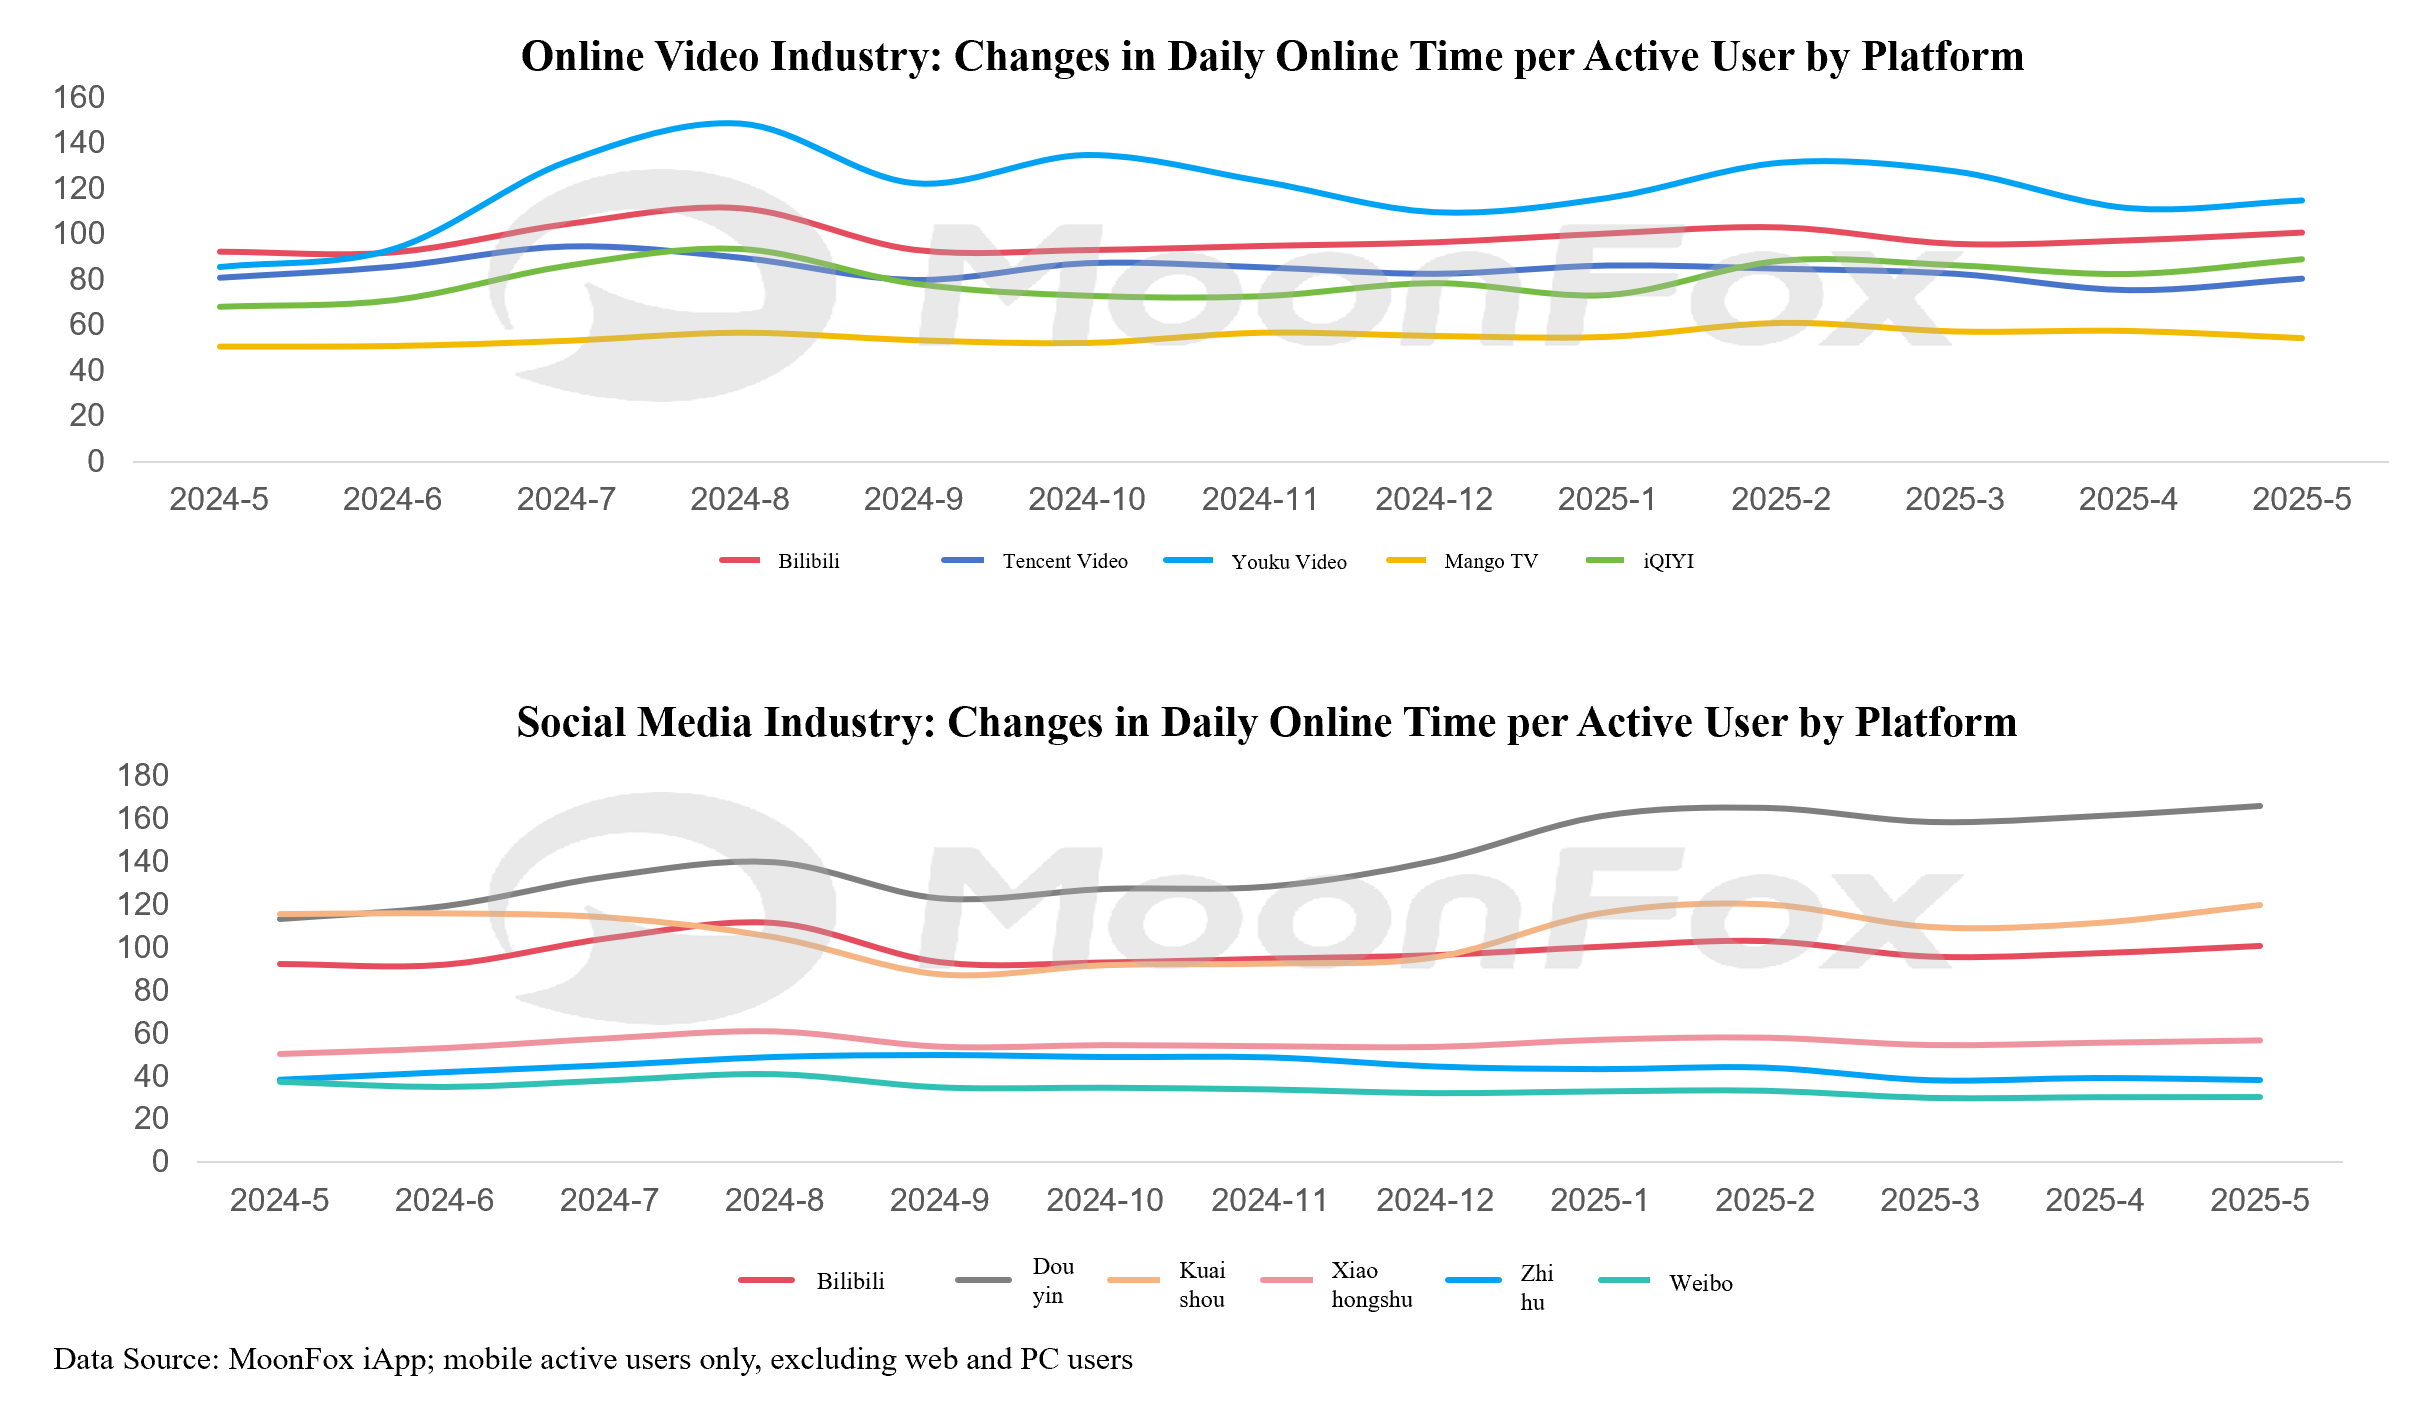 Online Video Industry: Changes in Daily Online Time per Active User by Platform
160
140
120
100
80
60
40
20
0
MoonFox
2024-5 2024-6 2024-7 2024-8 2024-9 2024-10 2024-11 2024-12 2025-1 2025-2 2025-3 2025-4 2025-5
Bilibili Tencent Video Youku Video Mango TV iQIYI
Social Media Industry: Changes in Daily Online Time per Active User by Platform
180
160
140
120
100
80
60
40
20
0
MoonFox
2024-5 2024-6 2024-7 2024-8 2024-9 2024-10 2024-11 2024-12 2025-1 2025-2 2025-3 2025-4 2025-5
Bilibili
Dou
yin
Kuai
shou
Xiao
hongshu
Zhi
hu
Weibo
Data Source: MoonFox iApp; mobile active users only, excluding web and PC users